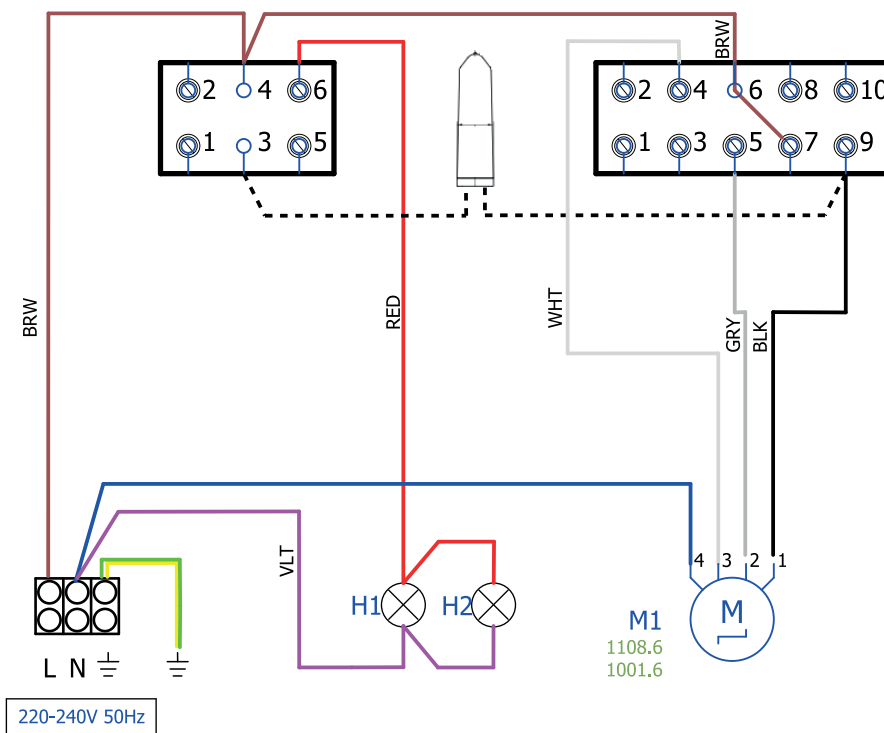 BRW
2 4 6
2 4 6 8 10
1 3 5
1 3 5 7 9
BRW
RED
WHT
GRY
BLK
VLT
4 3 2 1
H1
H2
M
M1
1108.6
1001.6
L N
220-240V 50Hz